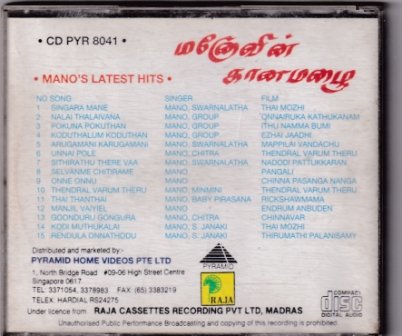 • CD PYR 8041 •
மனோவின்
கானமழை
• MANO'S LATEST HITS •
NO SONG SINGER FILM
1 SINGARA MANE MANO, SWARNALATHA THAI MOZHI
2 NALAI THALAIVANA MANO, GROUP ONNAIRUKA KATHUKANAM
3 POKUNA POKUTHAN MANO, GROUP ITHU NAMMA BUMI
4 KODUTHALUM KODUTHAN MANO, GROUP EZHAI JAADHI
5 ARUGAMANI KARUGAMANI MANO, SWARNALATHA MAPPILAI VANDACHU
6 UNNAI POLE MANO, CHITRA THENDRAL VARUM THERU
7 SITHIRATHU THERE VAA MANO, SWARNALATHA NADODI PATTUKKARAN
8 SELVANME CHITIRAME MANO PANGALI
9 ONNE ONNU MANO CHINNA PASANGA NANGA
10 THENDRAL VARUM THERU MANO, MINMINI THENDRAL VARUM THERU
11 THAI THANTHAI MANO, BABY PIRASANA RICKSHAWMAMA
12 MANJIL VAIYIEL MANO ENDRUM ANBUDEN
13 GOONDURU GONGURA MANO, CHITRA CHINNAVAR
14 KODI MUTHUKALAI MANO, S. JANAKI THAI MOZHI
15 RENDULA ONNATHODU MANO, S. JANAKI THIRUMATHI PALANISAMY
Distributed and marketed by:-
PYRAMID HOME VIDEOS PTE LTD
1, North Bridge Road #09-06 High Street Centre
Singapore 0617
TEL: 3371054, 3378983 FAX: (65) 3383219
TELEX HARDIAL RS24275
PYRAMID
RAJA
COMPACT
disc
DIGITAL AUDIO
Under licence from RAJA CASSETTES RECORDING PVT LTD, MADRAS
Unauthorised Public Performance Broadcasting and copying of this recording is prohibited.